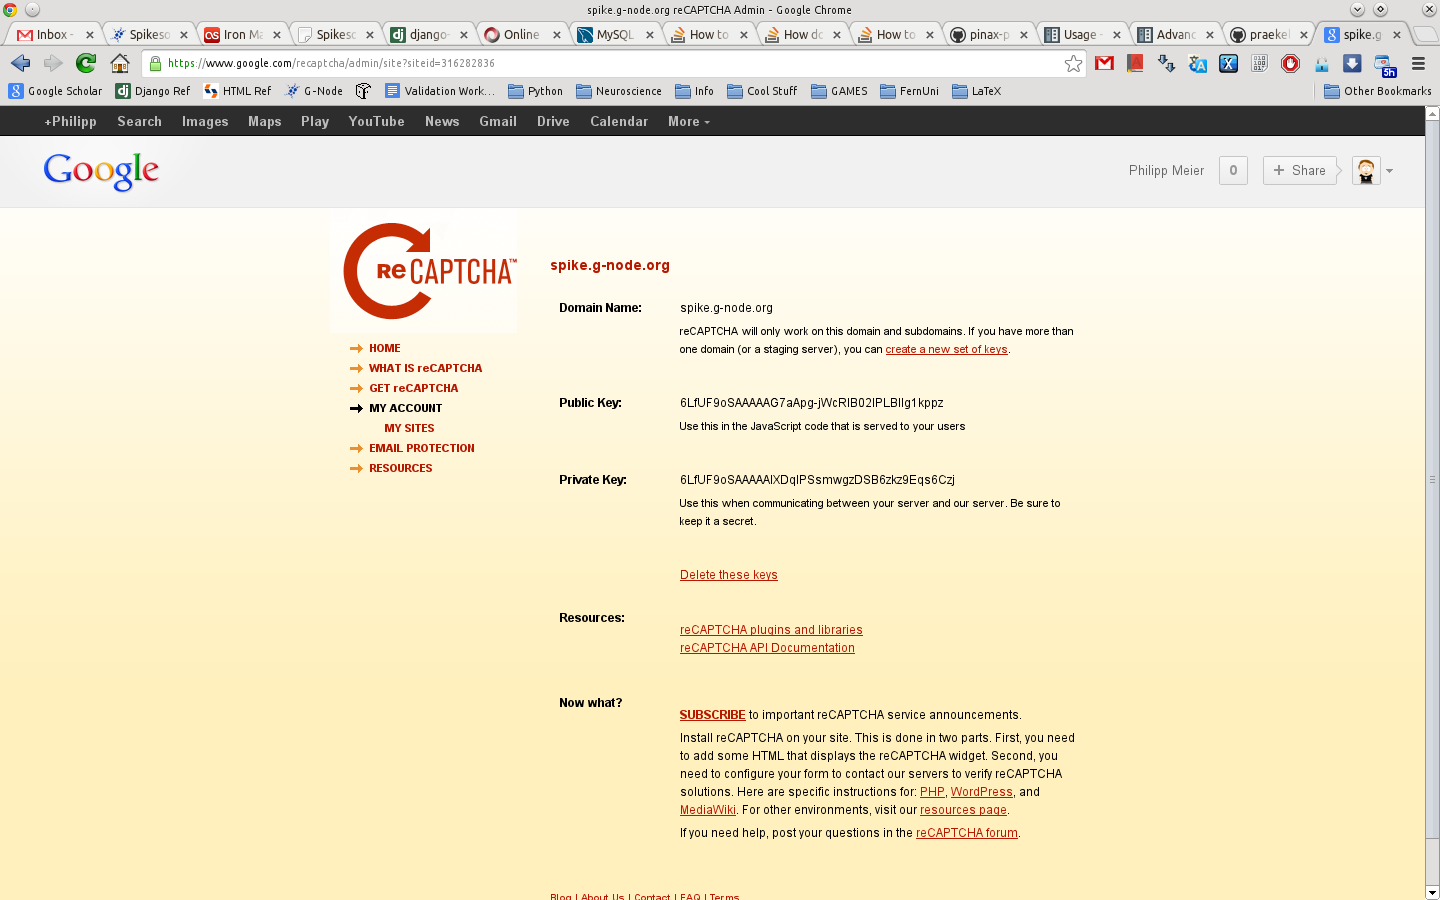 spike.g-node.org reCAPTCHA Admin - Google Chrome
Inbox - Spikeso Iron Ma Spikesc django- Online MySQL How to How do How to pinax-p Usage - Advanc praekel spike.g
https://www.google.com/recaptcha/admin/site?siteid=316282836
5h
Google Scholar Django Ref HTML Ref G-Node Validation Work... Python Neuroscience Info Cool Stuff GAMES FernUni LaTeX Other Bookmarks
+Philipp Search Images Maps Play YouTube News Gmail Drive Calendar More
Google
Philipp Meier 0 + Share
reCAPTCHA™
HOME
WHAT IS reCAPTCHA
GET reCAPTCHA
MY ACCOUNT
MY SITES
EMAIL PROTECTION
RESOURCES
spike.g-node.org
Domain Name: spike.g-node.org
reCAPTCHA will only work on this domain and subdomains. If you have more than
one domain (or a staging server), you can create a new set of keys.
Public Key:
Use this in the JavaScript code that is served to your users
Private Key:
Use this when communicating between your server and our server. Be sure to
keep it a secret.
Delete these keys
Resources:
reCAPTCHA plugins and libraries
reCAPTCHA API Documentation
Now what?
SUBSCRIBE to important reCAPTCHA service announcements.
Install reCAPTCHA on your site. This is done in two parts. First, you need
to add some HTML that displays the reCAPTCHA widget. Second, you
need to configure your form to contact our servers to verify reCAPTCHA
solutions. Here are specific instructions for: PHP, WordPress, and
MediaWiki. For other environments, visit our resources page.
If you need help, post your questions in the reCAPTCHA forum.
Blog | About Us | Contact | FAQ | Terms